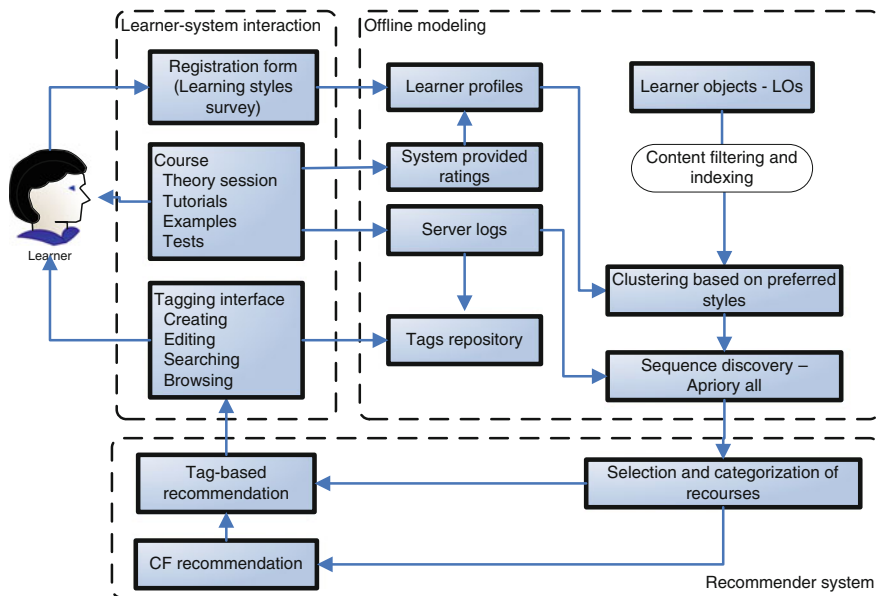 Learner-system interaction
Registration form
(Learning styles
survey)
Course
Theory session
Tutorials
Examples
Tests
Learner
Tagging interface
Creating
Editing
Searching
Browsing
Offline modeling
Learner profiles
System provided
ratings
Server logs
Tags repository
Learner objects - LOs
Content filtering and
indexing
Clustering based on preferred
styles
Sequence discovery –
Apriory all
Tag-based
recommendation
CF recommendation
Selection and categorization of
recourses
Recommender system